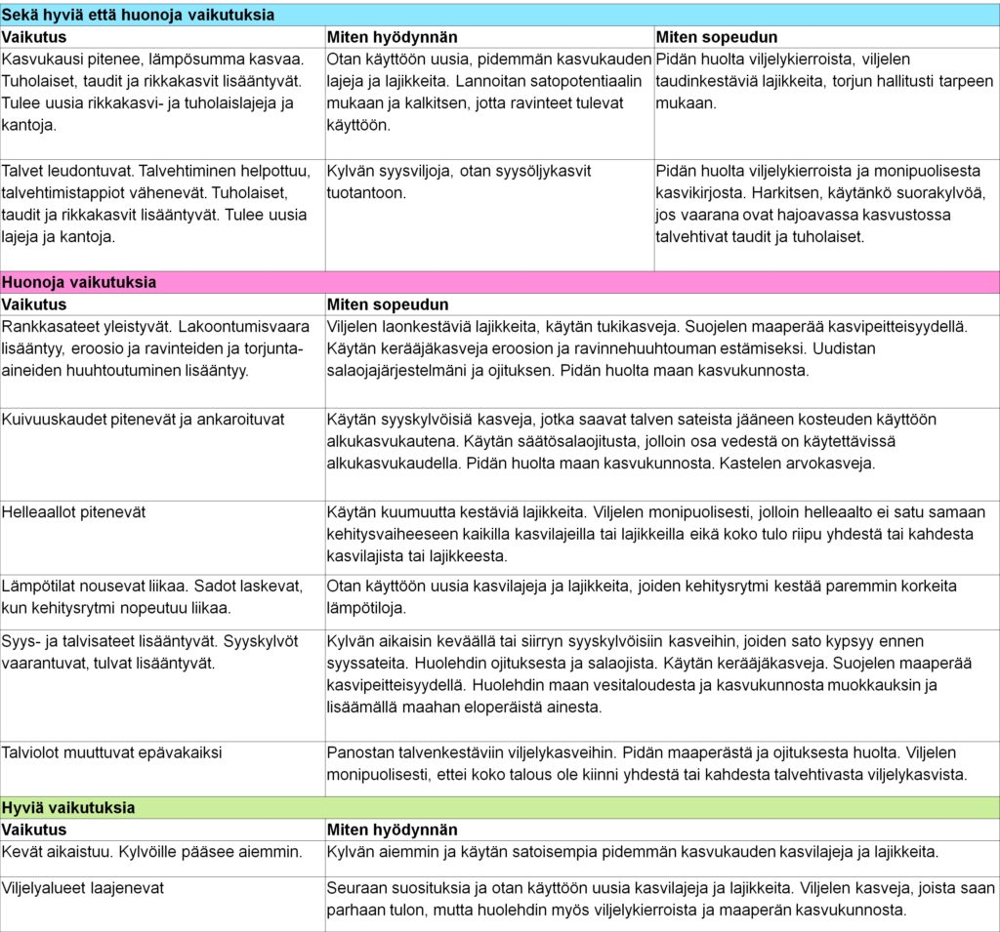 Sekä hyviä että huonoja vaikutuksia
Vaikutus
Miten hyödynnän
Miten sopeudun
Kasvukausi pitenee, lämpösumma kasvaa.
Tuholaiset, taudit ja rikkakasvit lisääntyvät.
Tulee uusia rikkakasvi- ja tuholaislajeja ja
kantoja.
Otan käyttöön uusia, pidemmän kasvukauden
lajeja ja lajikkeita. Lannoitan satopotentiaalin
mukaan ja kalkitsen, jotta ravinteet tulevat
käyttöön.
Pidän huolta viljelykierroista, viljelen
taudinkestäviä lajikkeita, torjun hallitusti tarpeen
mukaan.
Talvet leudontuvat. Talvehtiminen helpottuu,
talvehtimistappiot vähenevät. Tuholaiset,
taudit ja rikkakasvit lisääntyvät. Tulee uusia
lajeja ja kantoja.
Kylvän syysviljoja, otan syysöljykasvit
tuotantoon.
Pidän huolta viljelykierroista ja monipuolisesta
kasvikirjosta. Harkitsen, käytänkö suorakylvöä,
jos vaarana ovat hajoavassa kasvustossa
talvehtivat taudit ja tuholaiset.
Huonoja vaikutuksia
Vaikutus
Miten sopeudun
Rankkasateet yleistyvät. Lakoontumisvaara
lisääntyy, eroosio ja ravinteiden ja torjunta-
aineiden huuhtoutuminen lisääntyy.
Viljelen laonkestäviä lajikkeita, käytän tukikasveja. Suojelen maaperää kasvipeitteisyydellä.
Käytän kerääjäkasveja eroosion ja ravinnehuuhtouman estämiseksi. Uudistan
salaojajärjestelmäni ja ojituksen. Pidän huolta maan kasvukunnosta.
Kuivuuskaudet pitenevät ja ankaroituvat
Käytän syyskylvöisiä kasveja, jotka saavat talven sateista jääneen kosteuden käyttöön
alkukasvukautena. Käytän säätösalaojitusta, jolloin osa vedestä on käytettävissä
alkukasvukaudella. Pidän huolta maan kasvukunnosta. Kastelen arvokasveja.
Helleaallot pitenevät
Käytän kuumuutta kestäviä lajikkeita. Viljelen monipuolisesti, jolloin helleaalto ei satu samaan
kehitysvaiheeseen kaikilla kasvilajeilla tai lajikkeilla eikä koko tulo riipu yhdestä tai kahdesta
kasvilajista tai lajikkeesta.
Lämpötilat nousevat liikaa. Sadot laskevat,
kun kehitysrytmi nopeutuu liikaa.
Otan käyttöön uusia kasvilajeja ja lajikkeita, joiden kehitysrytmi kestää paremmin korkeita
lämpötiloja.
Syys- ja talvisateet lisääntyvät. Syyskylvöt
vaarantuvat, tulvat lisääntyvät.
Kylvän aikaisin keväällä tai siirryn syyskylvöisiin kasveihin, joiden sato kypsyy ennen
syyssateita. Huolehdin ojituksesta ja salaojista. Käytän kerääjäkasveja. Suojelen maaperää
kasvipeitteisyydellä. Huolehdin maan vesitaloudesta ja kasvukunnosta muokkauksin ja
lisäämällä maahan eloperäistä ainesta.
Talviolot muuttuvat epävakaiksi
Panostan talvenkestäviin viljelykasveihin. Pidän maaperästä ja ojituksesta huolta. Viljelen
monipuolisesti, ettei koko talous ole kiinni yhdestä tai kahdesta talvehtivasta viljelykasvista.
Hyviä vaikutuksia
Vaikutus
Miten hyödynnän
Kevät aikaistuu. Kylvöille pääsee aiemmin.
Kylvän aiemmin ja käytän satoisempia pidemmän kasvukauden kasvilajeja ja lajikkeita.
Viljelyalueet laajenevat
Seuraan suosituksia ja otan käyttöön uusia kasvilajeja ja lajikkeita. Viljelen kasveja, joista saan
parhaan tulon, mutta huolehdin myös viljelykierroista ja maaperän kasvukunnosta.